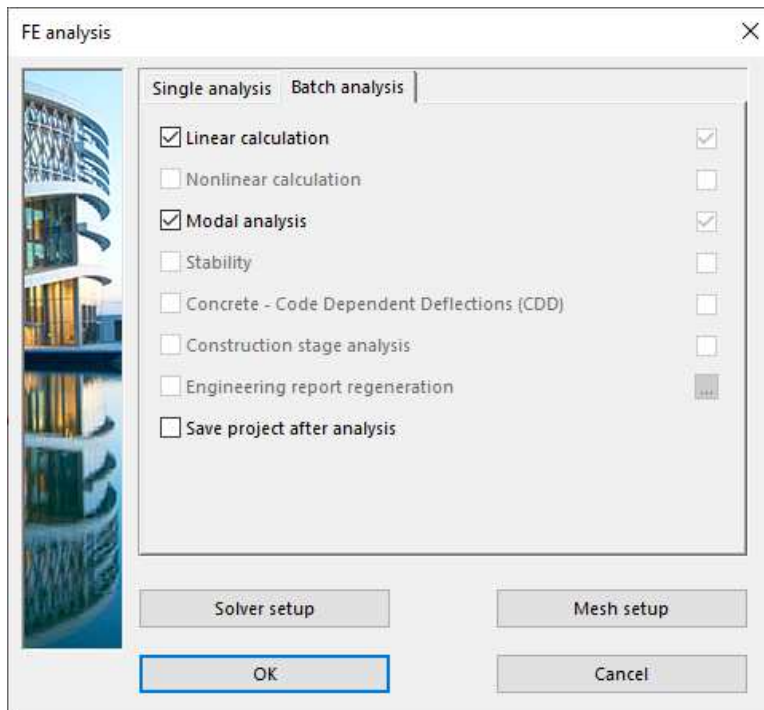 FE analysis
Single analysis
Batch analysis
Linear calculation
Nonlinear calculation
Modal analysis
Stability
Concrete - Code Dependent Deflections (CDD)
Construction stage analysis
Engineering report regeneration
...
Save project after analysis
Solver setup
Mesh setup
OK
Cancel